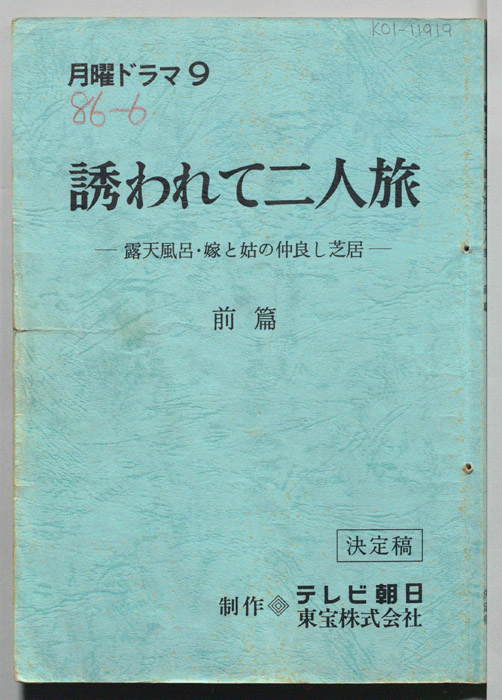 K01-11919
月曜ドラマ9
86-6
誘われて二人旅
―露天風呂・嫁と姑の仲良し芝居―
前篇
決定稿
制作 テレビ朝日
東宝株式会社